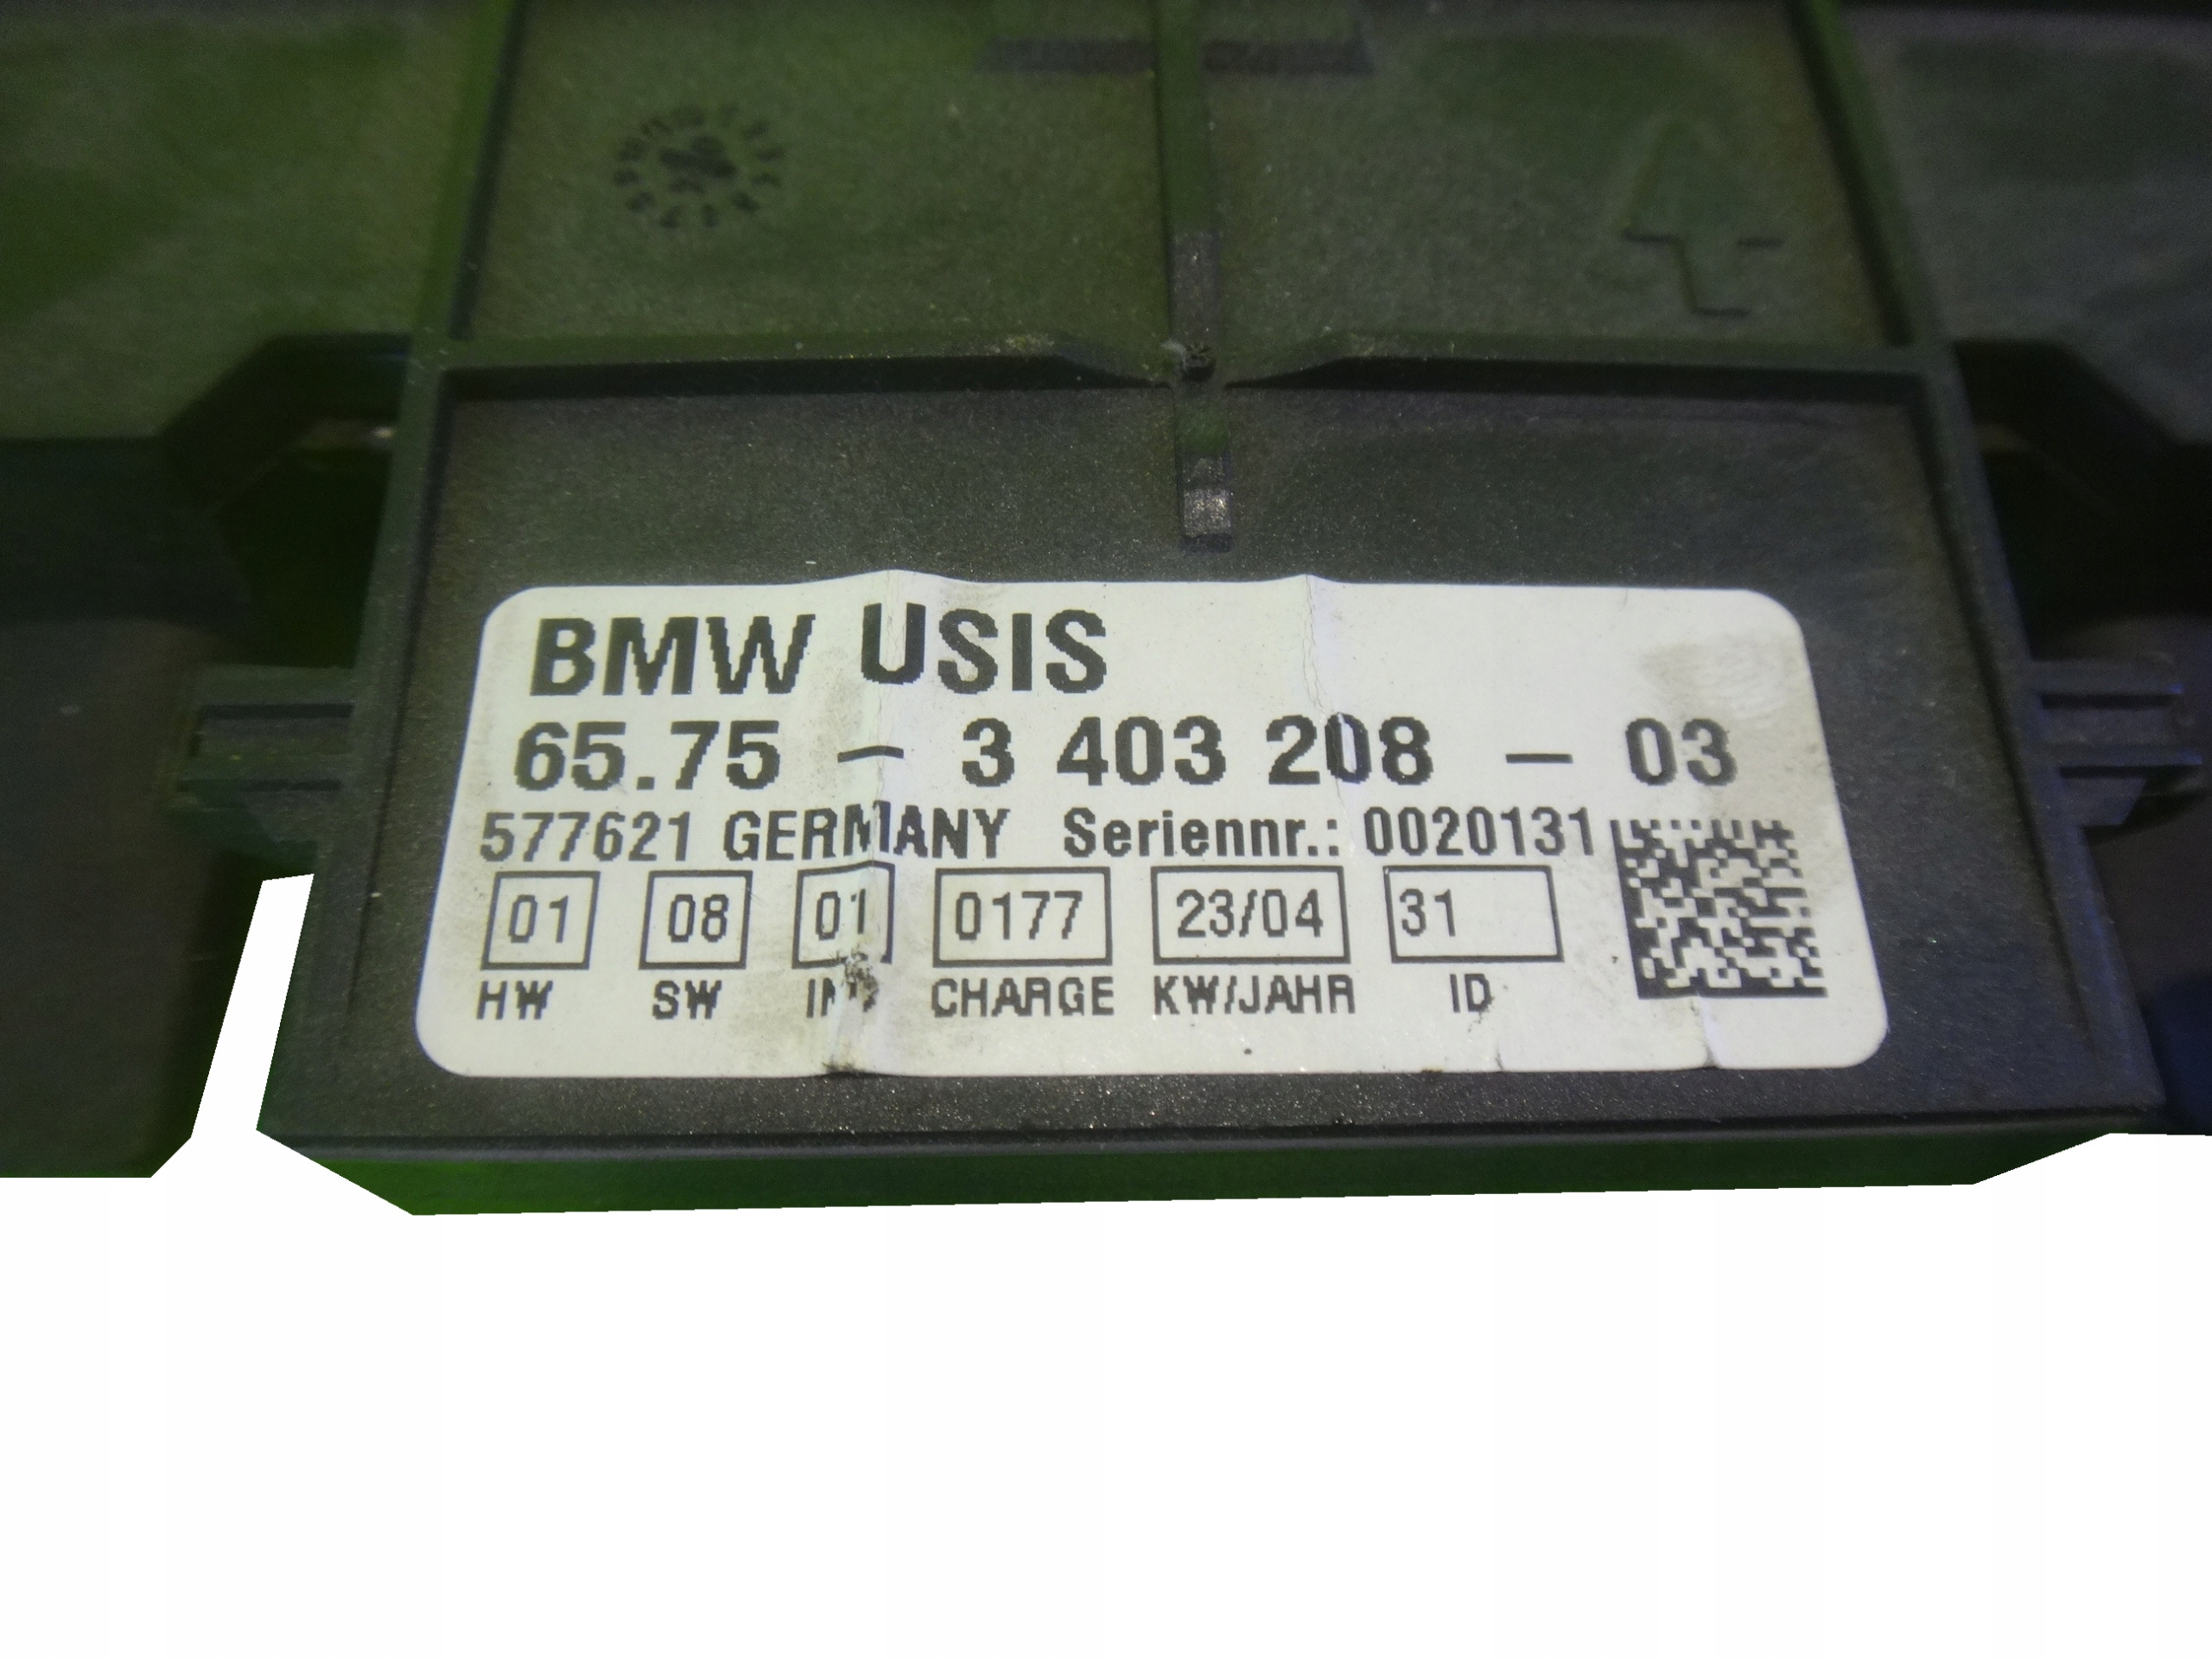 BMW USIS
65.75 – 3 403 208 – 03
577621 GERMANY Seriennr.: 0020131
01 08 01 0177 23/04 31
HW SW CHARGE KW/JAHR ID